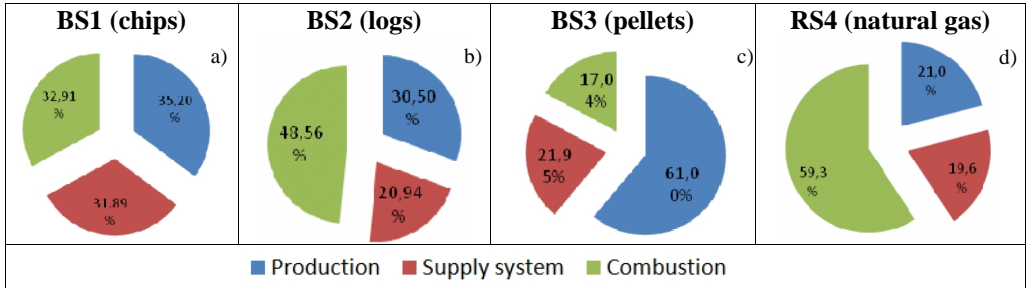 BS1 (chips)
BS2 (logs)
BS3 (pellets)
RS4 (natural gas)
a)
32,91
%
35,20
%
31,89
%
b)
30,50
%
48,56
%
20,94
%
c)
17,0
4%
21,9
5%
61,0
0%
d)
21,0
%
59,3
%
19,6
%
Production
Supply system
Combustion